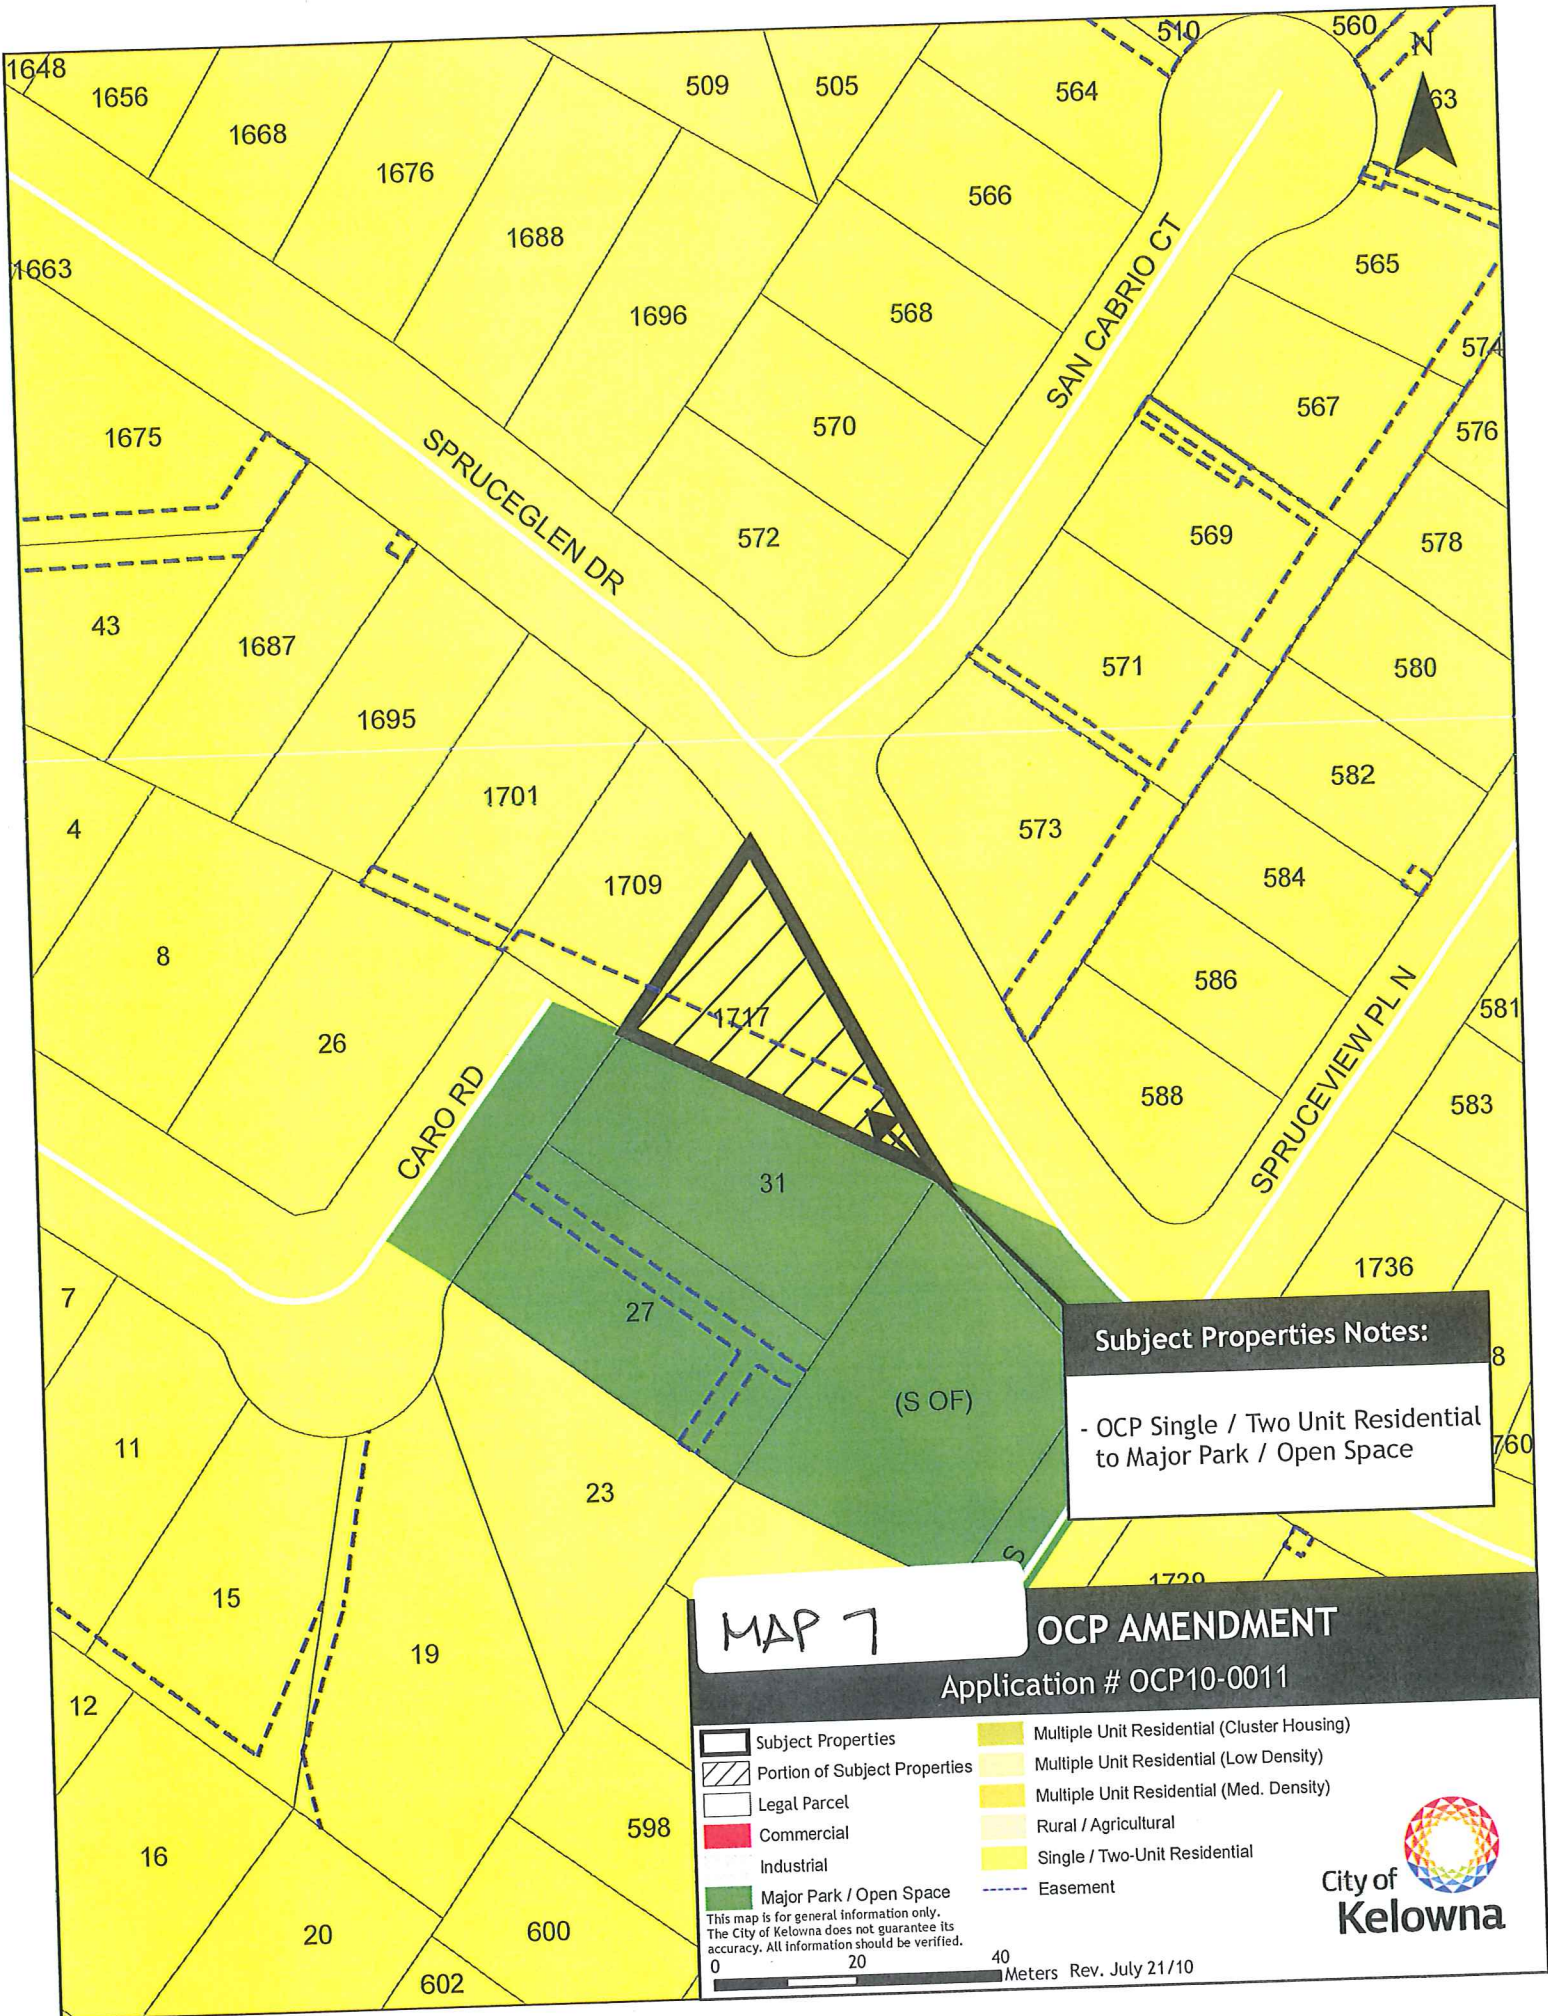 510
560
N
1648
1656
509
505
564
63
1668
1676
566
1688
565
1663
SAN CABRIO CT
1696
568
574
567
576
570
1675
SPRUCEGLEN DR
572
569
578
43
1687
571
580
1695
1701
582
4
573
1709
584
8
586
581
1717
26
SPRUCEVIEW PL N
CARO RD
588
583
31
1736
7
27
Subject Properties Notes:
8
(S OF)
- OCP Single / Two Unit Residential
to Major Park / Open Space
11
760
23
S
1729
15
MAP 7
OCP AMENDMENT
19
Application # OCP10-0011
12
Subject Properties
Portion of Subject Properties
Legal Parcel
Commercial
Industrial
Major Park / Open Space
Multiple Unit Residential (Cluster Housing)
Multiple Unit Residential (Low Density)
Multiple Unit Residential (Med. Density)
Rural / Agricultural
Single / Two-Unit Residential
Easement
598
16
City of
Kelowna
This map is for general information only.
The City of Kelowna does not guarantee its
accuracy. All information should be verified.
20
600
602
0 20 40
Meters Rev. July 21/10